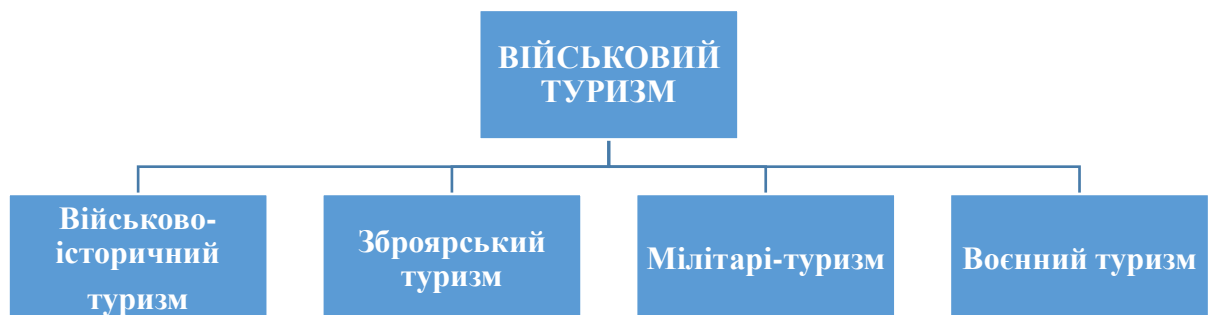 ВІЙСЬКОВИЙ
ТУРИЗМ
Військово-
історичний
туризм
Зброярський
туризм
Мілітарі-туризм
Воєнний туризм